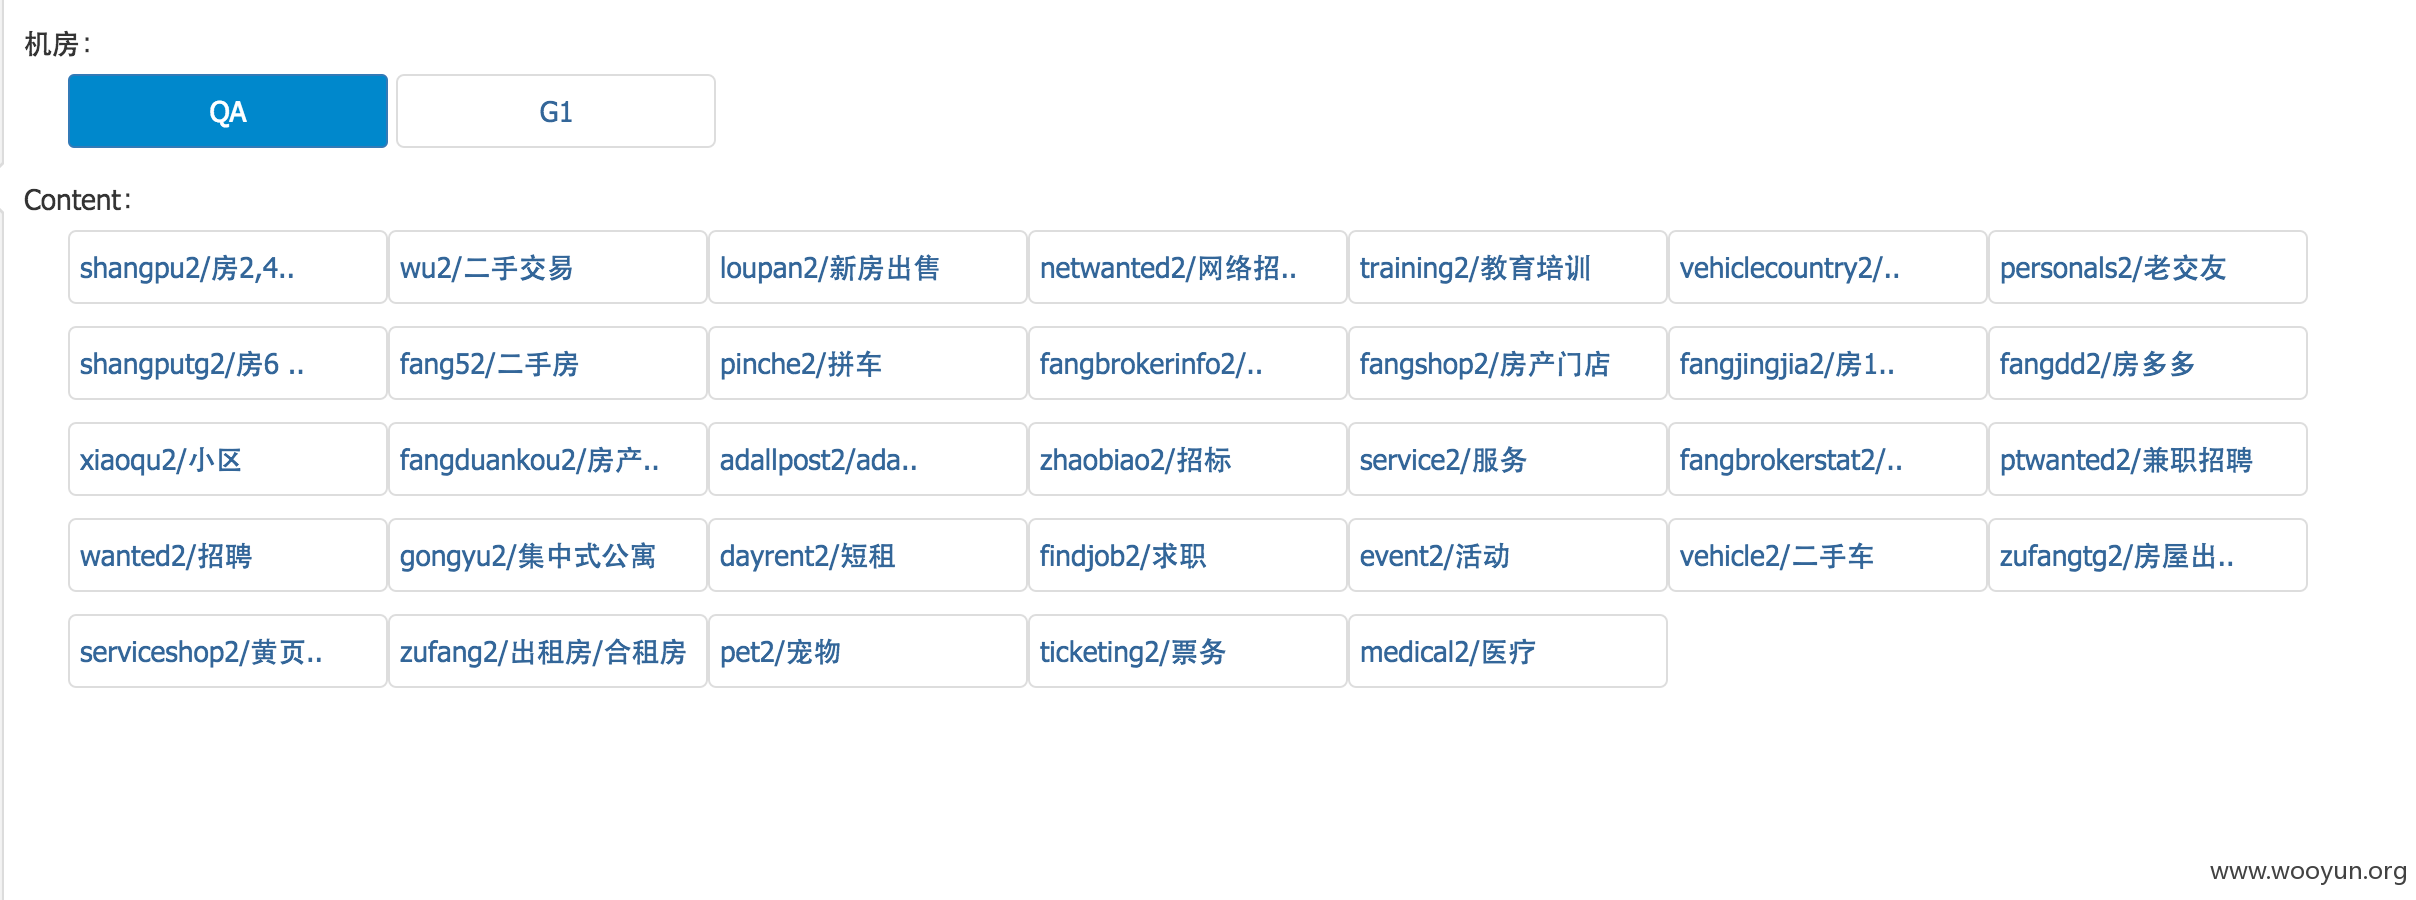 机房：
QA G1
Content：
shangpu2/房2,4.. wu2/二手交易 loupan2/新房出售 netwanted2/网络招.. training2/教育培训 vehiclecountry2/.. personals2/老交友
shangputg2/房6 .. fang52/二手房 pinche2/拼车 fangbrokerinfo2/.. fangshop2/房产门店 fangjingjia2/房1.. fangdd2/房多多
xiaoqu2/小区 fangduankou2/房产.. adallpost2/ada.. zhaobiao2/招标 service2/服务 fangbrokerstat2/.. ptwanted2/兼职招聘
wanted2/招聘 gongyu2/集中式公寓 dayrent2/短租 findjob2/求职 event2/活动 vehicle2/二手车 zufangtg2/房屋出..
serviceshop2/黄页.. zufang2/出租房/合租房 pet2/宠物 ticketing2/票务 medical2/医疗
www.wooyun.org